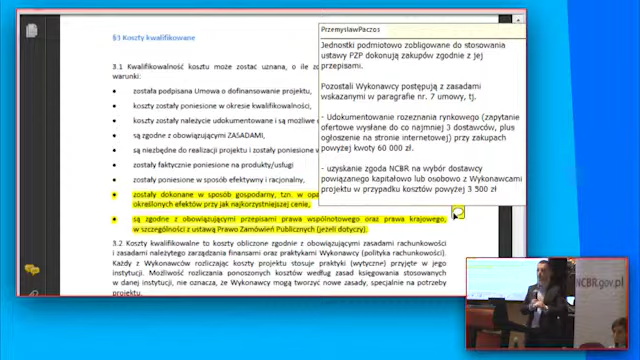 §1 Koszty kwalifikowane
3.1 Kwalifikowalność kosztu może zostać uznana, o ile
warunki:
• została podpisana Umowa o dofinansowanie projektu,
• koszty zostały poniesione w okresie kwalifikowalności,
• koszty zostały należycie udokumentowane i są możliwe
• są zgodne z obowiązującymi ZASADAMI,
• są niezbędne do realizacji projektu i zostały poniesione w
• zostały faktycznie poniesione na produkty/usługi
• zostały poniesione w sposób efektywny i racjonalny,
• zostały dokonane w sposób gospodarny, tzn. w
określonych efektów przy jak najkorzystniejszej cenie,
• są zgodne z obowiązującymi przepisami prawa wspólnotowego oraz prawa krajowego,
w szczególności z ustawą Prawo Zamówień Publicznych (jeżeli dotyczy).
3.2 Koszty kwalifikowalne to koszty obliczone zgodnie z obowiązującymi zasadami rachunkowości
i zasadami należytego zarządzania finansami oraz praktykami Wykonawcy (polityka rachunkowości).
Każdy z Wykonawców rozliczając koszty projektu stosuje praktyki (wytyczne) przyjęte w jego
instytucji. Możliwość rozliczania ponoszonych kosztów według zasad księgowania stosowanych
w danej instytucji, nie oznacza, ze Wykonawcy mogą tworzyć nowe zasady, specjalnie na potrzeby
projektu.
PrzemysławPaczos
Jednostki podmiotowo zobligowane do stosowania
ustawy PZP dokonują zakupów zgodnie z jej
przepisami.
Pozostali Wykonawcy postępują z zasadami
wskazanymi w paragrafie nr. 7 umowy, tj.
- Udokumentowanie rozeznania rynkowego (zapytanie
ofertowe wysłano do co najmniej 3 dostawców, plus
ogłoszenie na stronie internetowej) przy zakupach
powyżej kwoty 60 000 zł.
- uzyskanie zgoda NCBR na wybór dostawcy
powiązanego kapitałowo lub osobowo z Wykonawcami
projektu w przypadku kosztów powyżej 3 500 zł
NCBR.gov.pl